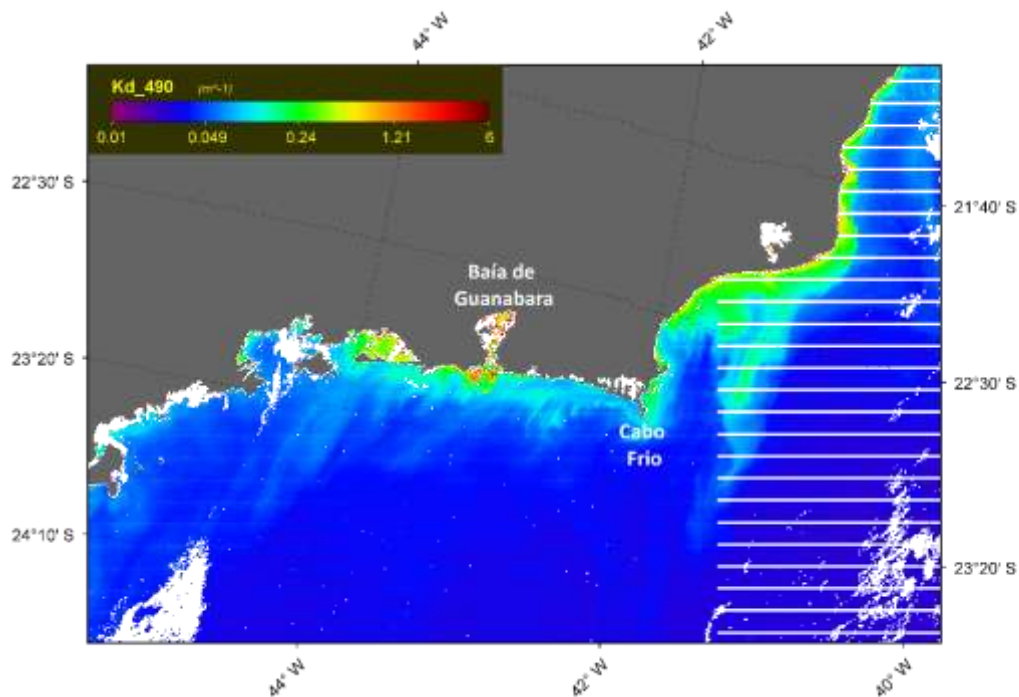 44° W
42° W
Kd_490 (m^-1)
0.01 0.049 0.24 1.21 6
22°30' S
21°40' S
Baía de
Guanabara
23°20' S
22°30' S
Cabo
Frio
24°10' S
23°20' S
44° W
42° W
40° W